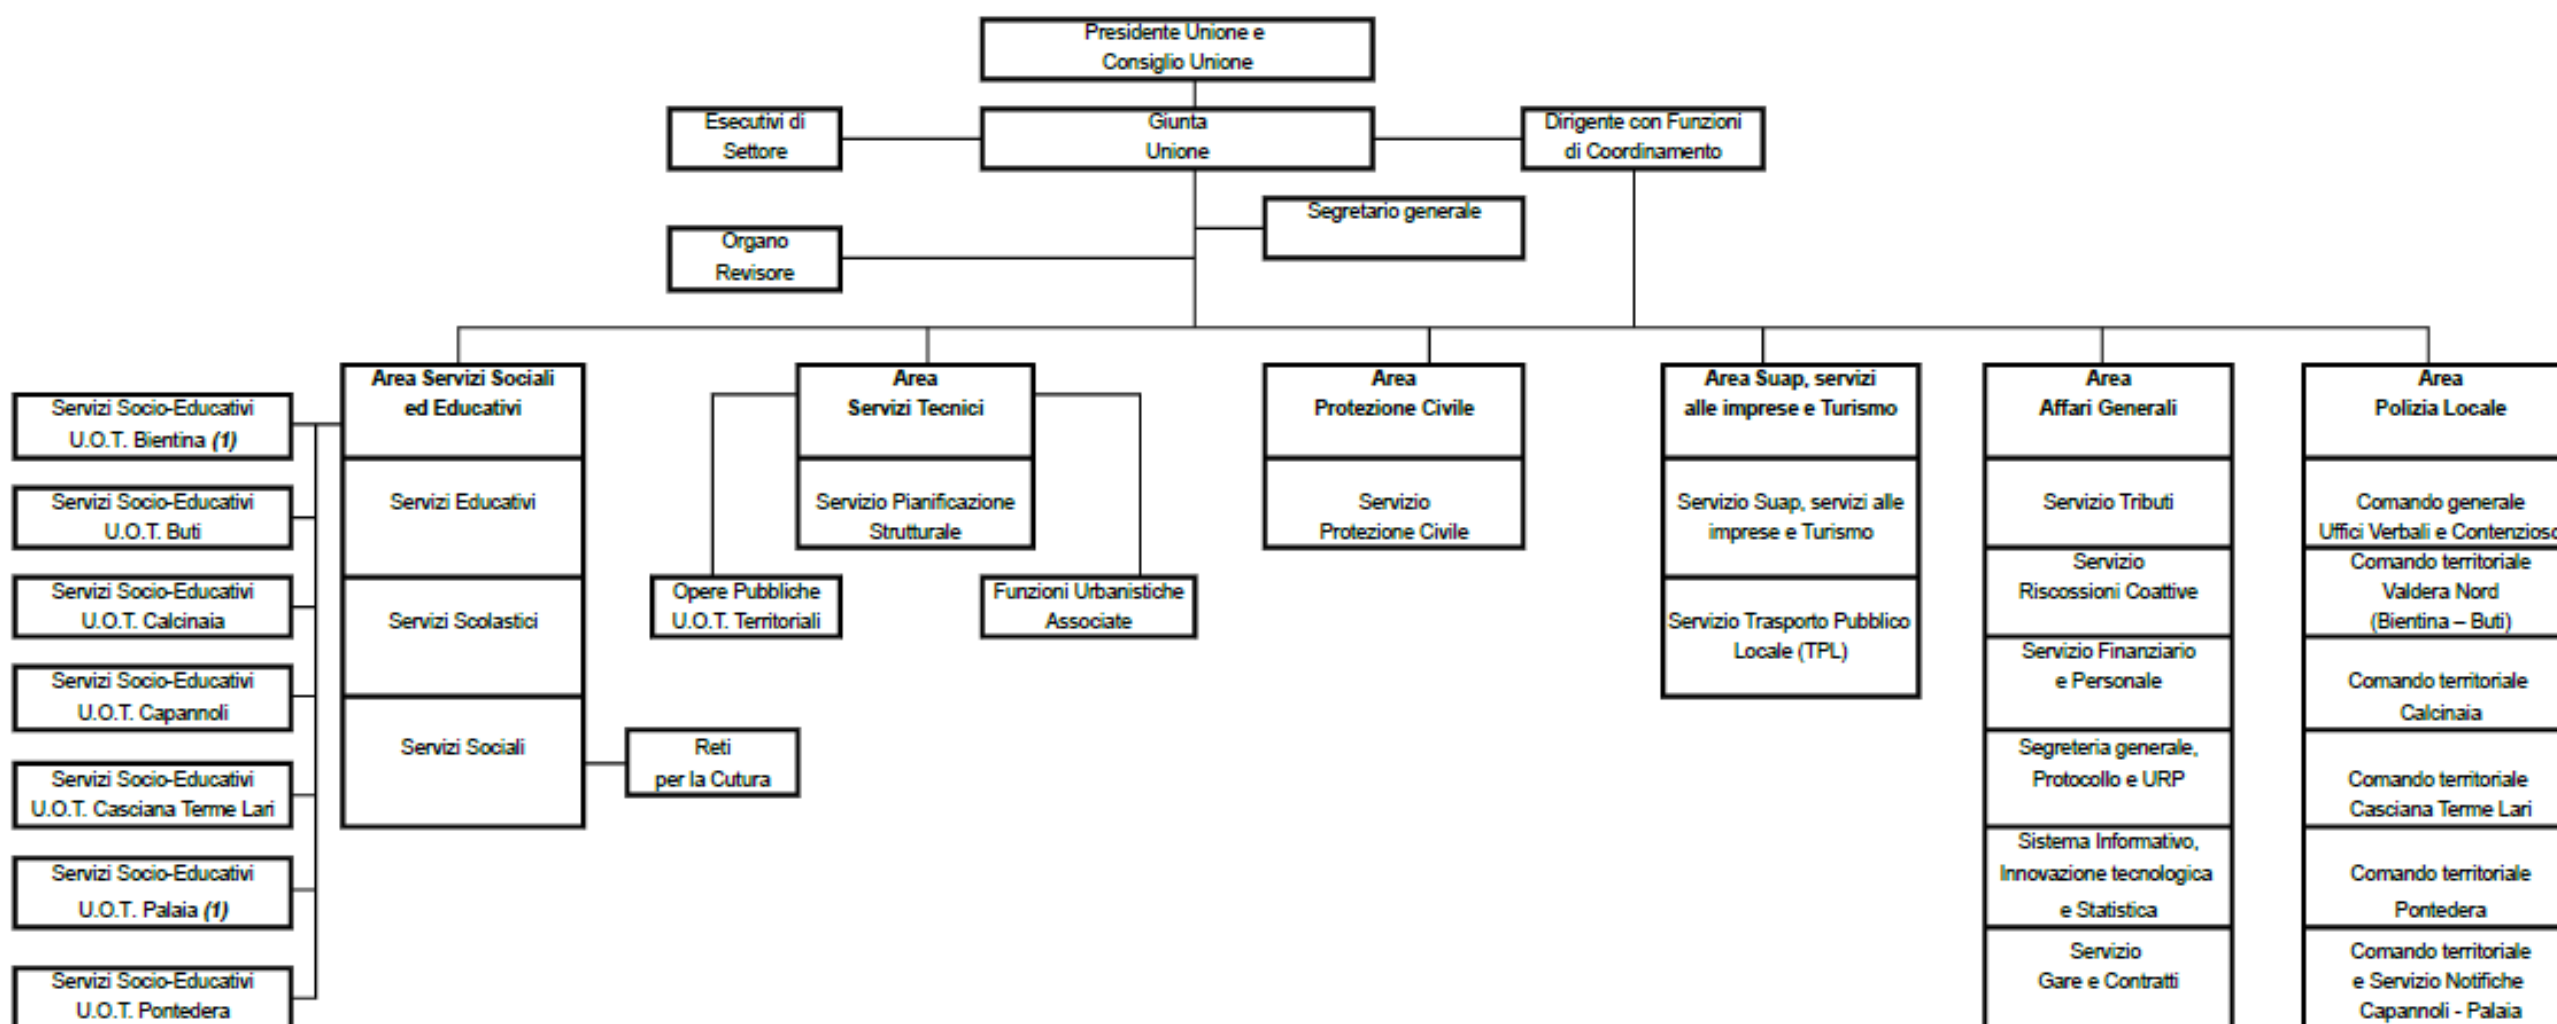 Presidente Unione e
Consiglio Unione
Esecutivi di
Settore
Giunta
Unione
Dirigente con Funzioni
di Coordinamento
Segretario generale
Organo
Revisore
Servizi Socio-Educativi
U.O.T. Bientina (1)
Servizi Socio-Educativi
U.O.T. Buti
Servizi Socio-Educativi
U.O.T. Calcinaia
Servizi Socio-Educativi
U.O.T. Capannoli
Servizi Socio-Educativi
U.O.T. Casciana Terme Lari
Servizi Socio-Educativi
U.O.T. Palaia (1)
Servizi Socio-Educativi
U.O.T. Pontedera
Area Servizi Sociali
ed Educativi
Servizi Educativi
Servizi Scolastici
Servizi Sociali
Reti
per la Cutura
Area
Servizi Tecnici
Servizio Pianificazione
Strutturale
Opere Pubbliche
U.O.T. Territoriali
Funzioni Urbanistiche
Associate
Area
Protezione Civile
Servizio
Protezione Civile
Area Suap, servizi
alle imprese e Turismo
Servizio Suap, servizi alle
imprese e Turismo
Servizio Trasporto Pubblico
Locale (TPL)
Area
Affari Generali
Servizio Tributi
Servizio
Riscossioni Coattive
Servizio Finanziario
e Personale
Segreteria generale,
Protocollo e URP
Sistema Informativo,
Innovazione tecnologica
e Statistica
Servizio
Gare e Contratti
Area
Polizia Locale
Comando generale
Uffici Verbali e Contenzioso
Comando territoriale
Valdera Nord
(Bientina – Buti)
Comando territoriale
Calcinaia
Comando territoriale
Casciana Terme Lari
Comando territoriale
Pontedera
Comando territoriale
e Servizio Notifiche
Capannoli - Palaia